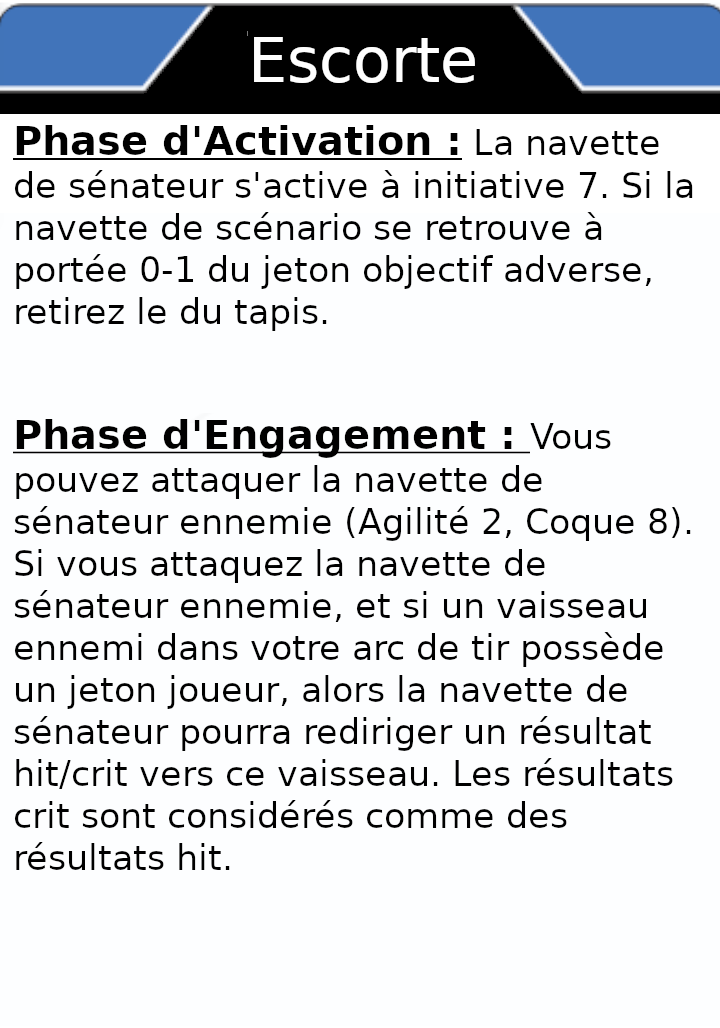 Escorte
Phase d'Activation : La navette
de sénateur s'active à initiative 7. Si la
navette de scénario se retrouve à
portée 0-1 du jeton objectif adverse,
retirez le du tapis.
Phase d'Engagement : Vous
pouvez attaquer la navette de
sénateur ennemie (Agilité 2, Coque 8).
Si vous attaquez la navette de
sénateur ennemie, et si un vaisseau
ennemi dans votre arc de tir possède
un jeton joueur, alors la navette de
sénateur pourra rediriger un résultat
hit/crit vers ce vaisseau. Les résultats
crit sont considérés comme des
résultats hit.